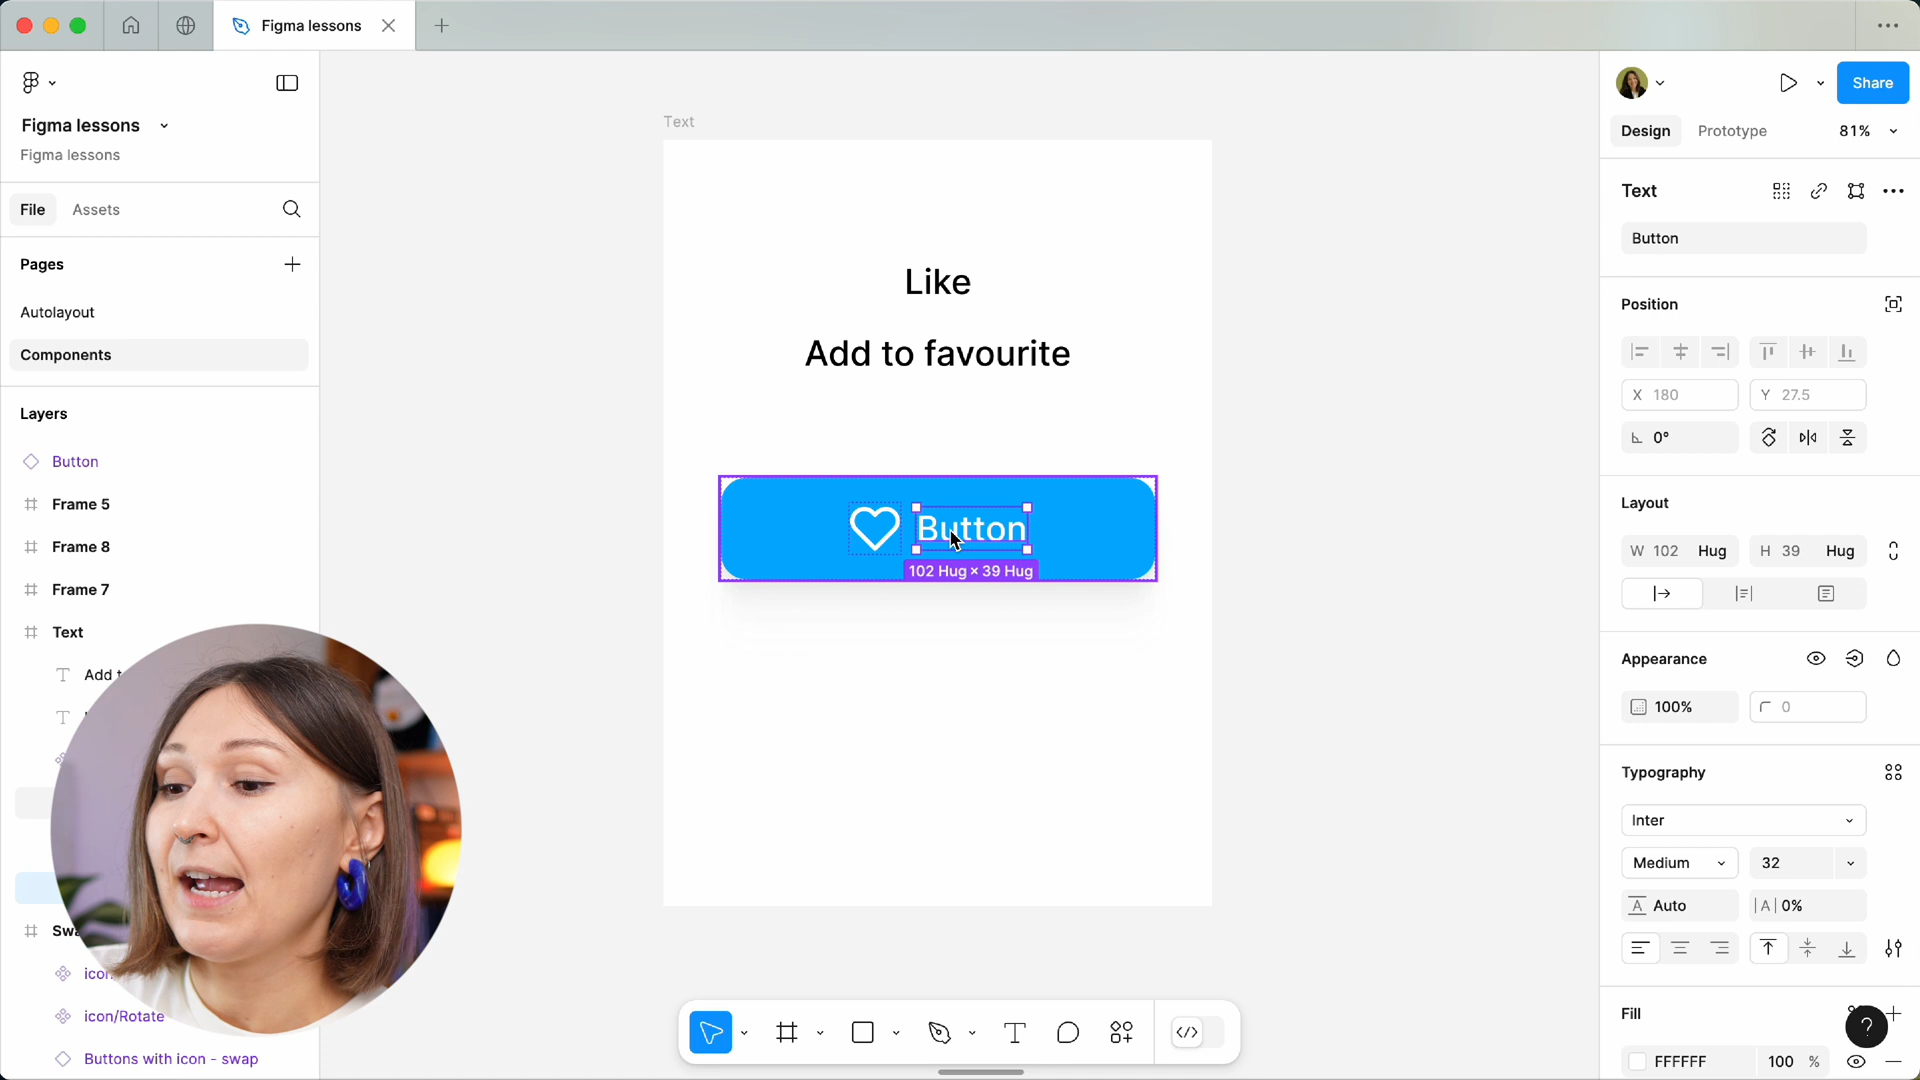 Figma lessons
Figma lessons
Figma lessons
File
Assets
Pages
Autolayout
Components
Layers
Button
Frame 5
Frame 8
Frame 7
Text
Add t
Swa
icon
icon/Rotate
Buttons with icon - swap
Text
Like
Add to favourite
Button
102 Hug × 39 Hug
Share
Design
Prototype
81%
Text
Button
Position
X 180
Y 27.5
0°
Layout
W 102 Hug
H 39 Hug
Appearance
100%
0
Typography
Inter
Medium
32
Auto
|A| 0%
Fill
?
FFFFFF
100 %